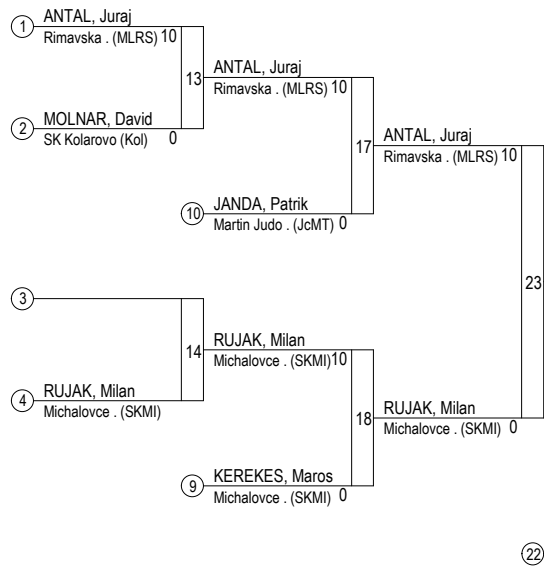 1 ANTAL, Juraj
Rimavska . (MLRS) 10
13
ANTAL, Juraj
Rimavska . (MLRS) 10
2 MOLNAR, David
SK Kolarovo (Kol) 0
17
ANTAL, Juraj
Rimavska . (MLRS) 10
10 JANDA, Patrik
Martin Judo . (JcMT) 0
23
3
14
RUJAK, Milan
Michalovce . (SKMI) 10
4 RUJAK, Milan
Michalovce . (SKMI)
18
RUJAK, Milan
Michalovce . (SKMI) 0
9 KEREKES, Maros
Michalovce . (SKMI) 0
22